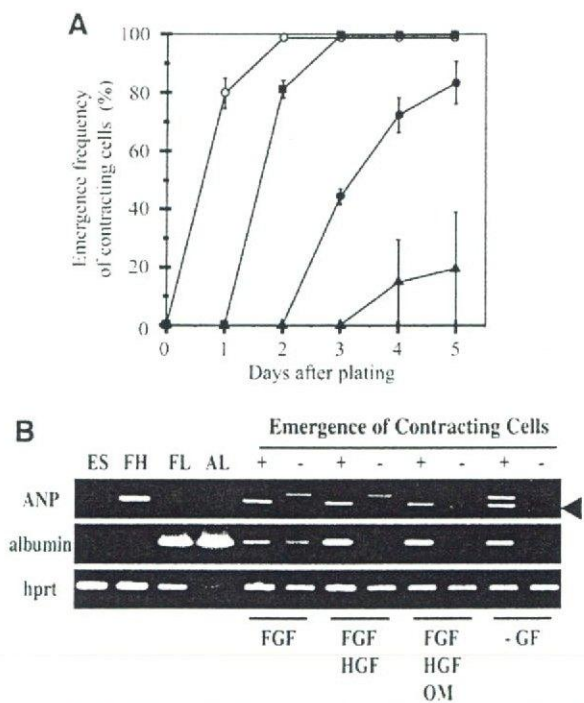 A
Emergence frequency
of contracting cells (%)
100
80
60
40
20
0
0 1 2 3 4 5
Days after plating
B
Emergence of Contracting Cells
ES FH FL AL + - + - + - + -
ANP
albumin
hprt
FGF FGF FGF - GF
HGF HGF
OM